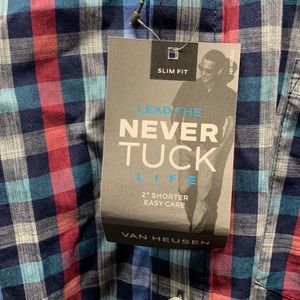 SLIM FIT
LEAD THE
NEVER
TUCK
LIFE
2" SHORTER
EASY CARE
VAN HEUSEN